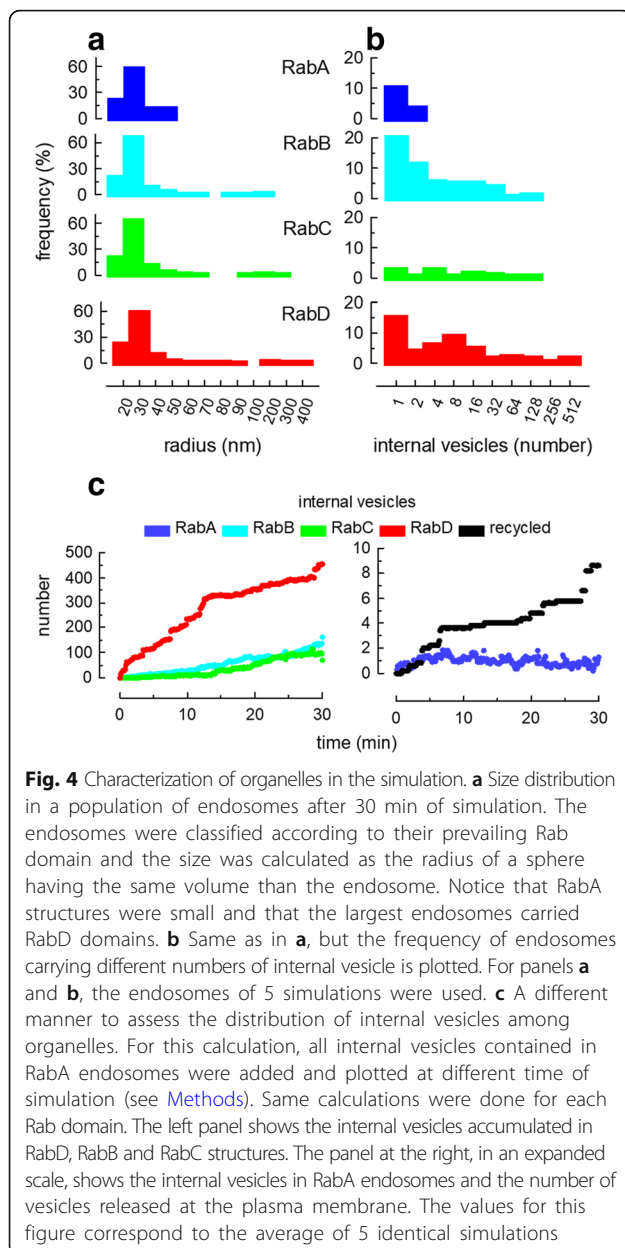 a
b
60
30
0
RabA
20
10
0
60
30
0
RabB
20
10
0
frequency (%)
60
30
0
RabC
20
10
0
60
30
0
RabD
20
10
0
20 30 40 50 60 70 80 90 100 200 300 400
1 2 4 8 16 32 64 128 256 512
radius (nm)
internal vesicles (number)
c
internal vesicles
RabA RabB RabC RabD recycled
number
500
400
300
200
100
0
10
8
6
4
2
0
0 10 20 30
0 10 20 30
time (min)
Fig. 4 Characterization of organelles in the simulation. a Size distribution
in a population of endosomes after 30 min of simulation. The
endosomes were classified according to their prevailing Rab
domain and the size was calculated as the radius of a sphere
having the same volume than the endosome. Notice that RabA
structures were small and that the largest endosomes carried
RabD domains. b Same as in a, but the frequency of endosomes
carrying different numbers of internal vesicle is plotted. For panels a
and b, the endosomes of 5 simulations were used. c A different
manner to assess the distribution of internal vesicles among
organelles. For this calculation, all internal vesicles contained in
RabA endosomes were added and plotted at different time of
simulation (see Methods). Same calculations were done for each
Rab domain. The left panel shows the internal vesicles accumulated in
RabD, RabB and RabC structures. The panel at the right, in an expanded
scale, shows the internal vesicles in RabA endosomes and the number of
vesicles released at the plasma membrane. The values for this
figure correspond to the average of 5 identical simulations